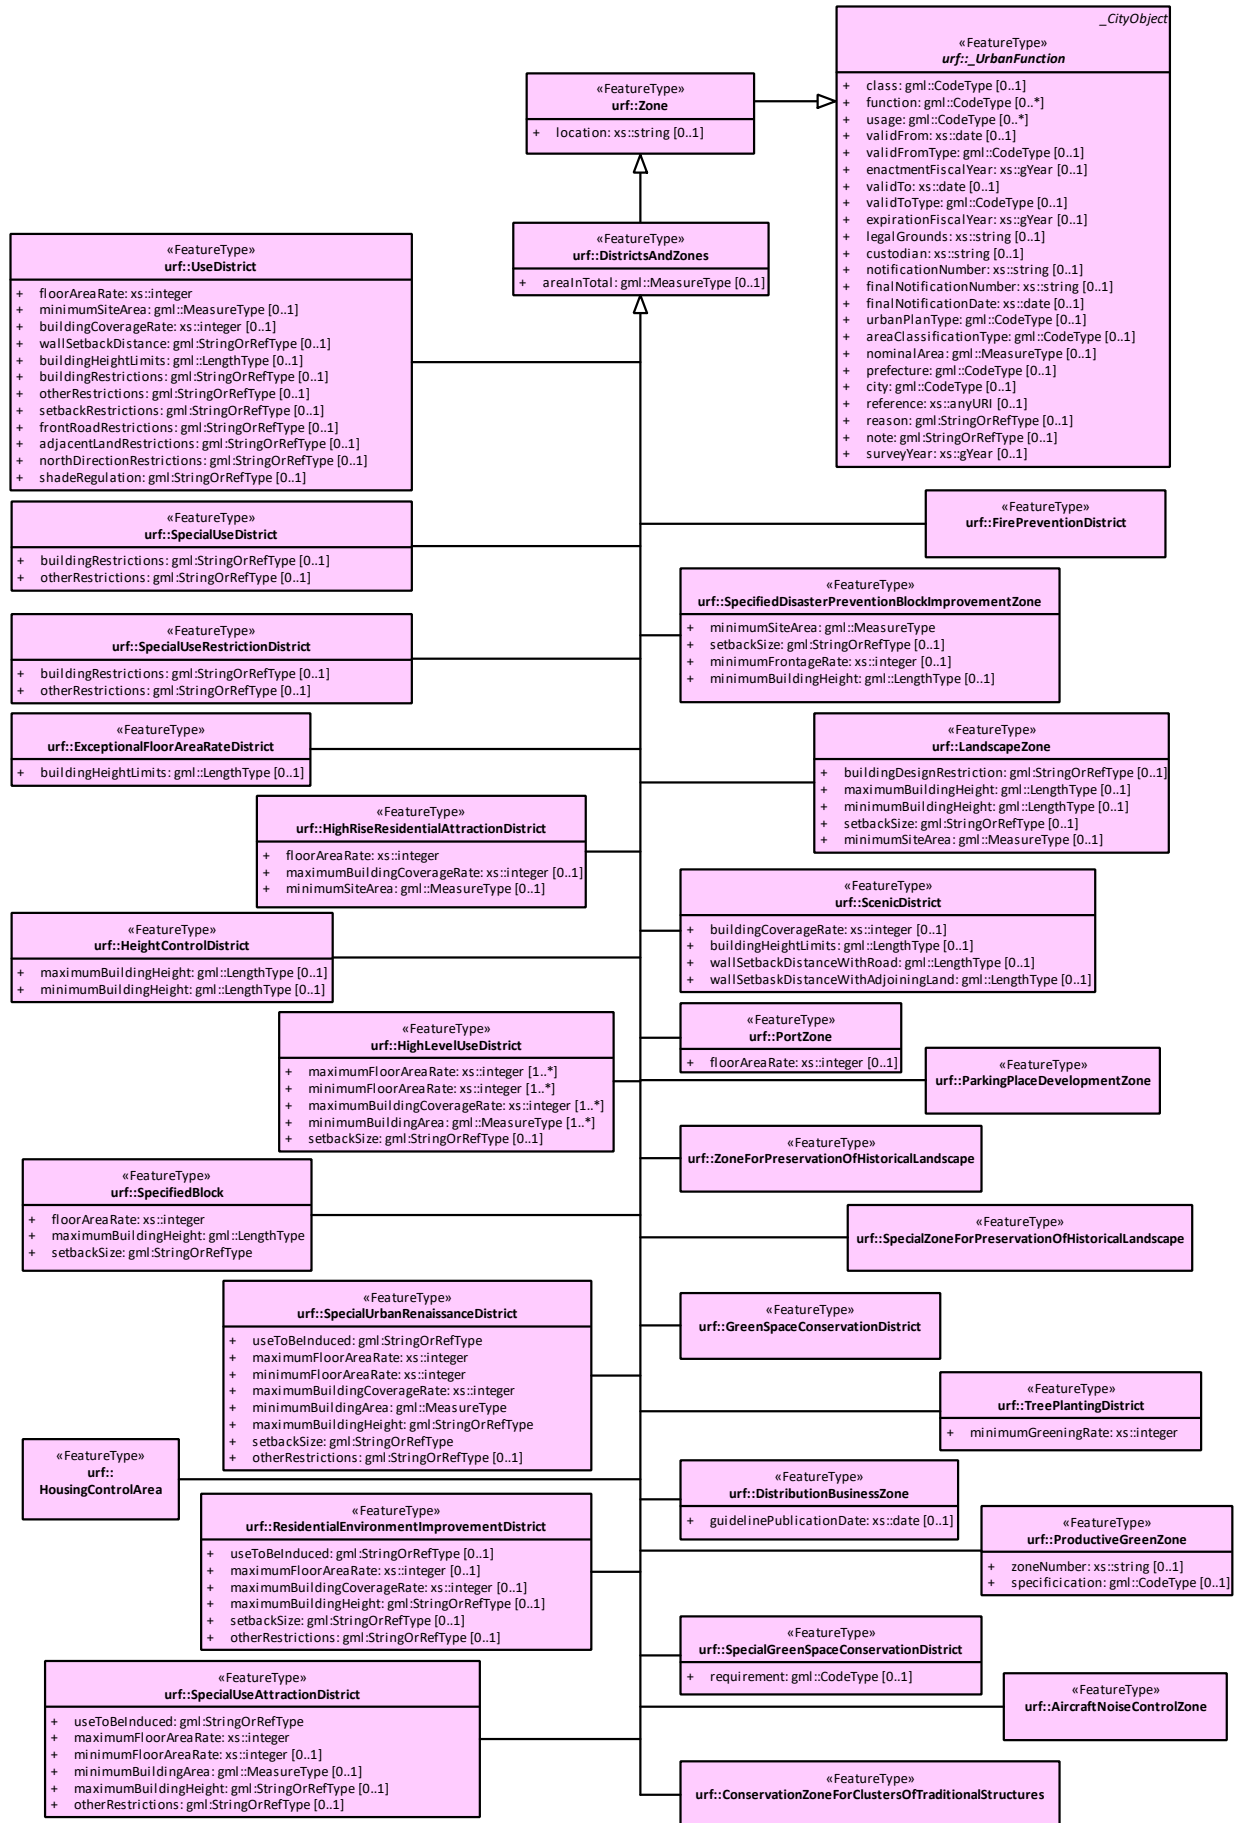 _CityObject
«FeatureType»
urf::_UrbanFunction
+ class: gml::CodeType [0..1]
+ function: gml::CodeType [0..*]
+ usage: gml::CodeType [0..*]
+ validFrom: xs::date [0..1]
+ validFromType: gml::CodeType [0..1]
+ enactmentFiscalYear: xs::gYear [0..1]
+ validTo: xs::date [0..1]
+ validToType: gml::CodeType [0..1]
+ expirationFiscalYear: xs::gYear [0..1]
+ legalGrounds: xs::string [0..1]
+ custodian: xs::string [0..1]
+ notificationNumber: xs::string [0..1]
+ finalNotificationNumber: xs::string [0..1]
+ finalNotificationDate: xs::date [0..1]
+ urbanPlanType: gml::CodeType [0..1]
+ areaClassificationType: gml::CodeType [0..1]
+ nominalArea: gml::MeasureType [0..1]
+ prefecture: gml::CodeType [0..1]
+ city: gml::CodeType [0..1]
+ reference: xs::anyURI [0..1]
+ reason: gml:StringOrRefType [0..1]
+ note: gml:StringOrRefType [0..1]
+ surveyYear: xs::gYear [0..1]
«FeatureType»
urf::Zone
+ location: xs::string [0..1]
«FeatureType»
urf::DistrictsAndZones
+ areaInTotal: gml::MeasureType [0..1]
«FeatureType»
urf::UseDistrict
+ floorAreaRate: xs::integer
+ minimumSiteArea: gml::MeasureType [0..1]
+ buildingCoverageRate: xs::integer [0..1]
+ wallSetbackDistance: gml:StringOrRefType [0..1]
+ buildingHeightLimits: gml::LengthType [0..1]
+ buildingRestrictions: gml:StringOrRefType [0..1]
+ otherRestrictions: gml:StringOrRefType [0..1]
+ setbackRestrictions: gml:StringOrRefType [0..1]
+ frontRoadRestrictions: gml:StringOrRefType [0..1]
+ adjacentLandRestrictions: gml:StringOrRefType [0..1]
+ northDirectionRestrictions: gml:StringOrRefType [0..1]
+ shadeRegulation: gml:StringOrRefType [0..1]
«FeatureType»
urf::FirePreventionDistrict
«FeatureType»
urf::SpecialUseDistrict
+ buildingRestrictions: gml:StringOrRefType [0..1]
+ otherRestrictions: gml:StringOrRefType [0..1]
«FeatureType»
urf::SpecifiedDisasterPreventionBlockImprovementZone
+ minimumSiteArea: gml::MeasureType
+ setbackSize: gml:StringOrRefType [0..1]
+ minimumFrontageRate: xs::integer [0..1]
+ minimumBuildingHeight: gml::LengthType [0..1]
«FeatureType»
urf::SpecialUseRestrictionDistrict
+ buildingRestrictions: gml:StringOrRefType [0..1]
+ otherRestrictions: gml:StringOrRefType [0..1]
«FeatureType»
urf::ExceptionalFloorAreaRateDistrict
+ buildingHeightLimits: gml::LengthType [0..1]
«FeatureType»
urf::LandscapeZone
+ buildingDesignRestriction: gml:StringOrRefType [0..1]
+ maximumBuildingHeight: gml::LengthType [0..1]
+ minimumBuildingHeight: gml::LengthType [0..1]
+ setbackSize: gml:StringOrRefType [0..1]
+ minimumSiteArea: gml::MeasureType [0..1]
«FeatureType»
urf::HighRiseResidentialAttractionDistrict
+ floorAreaRate: xs::integer
+ maximumBuildingCoverageRate: xs::integer [0..1]
+ minimumSiteArea: gml::MeasureType [0..1]
«FeatureType»
urf::ScenicDistrict
+ buildingCoverageRate: xs::integer [0..1]
+ buildingHeightLimits: gml::LengthType [0..1]
+ wallSetbackDistanceWithRoad: gml::LengthType [0..1]
+ wallSetbaskDistanceWithAdjoiningLand: gml::LengthType [0..1]
«FeatureType»
urf::HeightControlDistrict
+ maximumBuildingHeight: gml::LengthType [0..1]
+ minimumBuildingHeight: gml::LengthType [0..1]
«FeatureType»
urf::PortZone
+ floorAreaRate: xs::integer [0..1]
«FeatureType»
urf::HighLevelUseDistrict
+ maximumFloorAreaRate: xs::integer [1..*]
+ minimumFloorAreaRate: xs::integer [1..*]
+ maximumBuildingCoverageRate: xs::integer [1..*]
+ minimumBuildingArea: gml::MeasureType [1..*]
+ setbackSize: gml:StringOrRefType [0..1]
«FeatureType»
urf::ParkingPlaceDevelopmentZone
«FeatureType»
urf::ZoneForPreservationOfHistoricalLandscape
«FeatureType»
urf::SpecifiedBlock
+ floorAreaRate: xs::integer
+ maximumBuildingHeight: gml::LengthType
+ setbackSize: gml:StringOrRefType
«FeatureType»
urf::SpecialZoneForPreservationOfHistoricalLandscape
«FeatureType»
urf::SpecialUrbanRenaissanceDistrict
+ useToBeInduced: gml:StringOrRefType
+ maximumFloorAreaRate: xs::integer
+ minimumFloorAreaRate: xs::integer
+ maximumBuildingCoverageRate: xs::integer
+ minimumBuildingArea: gml::MeasureType
+ maximumBuildingHeight: gml:StringOrRefType
+ setbackSize: gml:StringOrRefType
+ otherRestrictions: gml:StringOrRefType [0..1]
«FeatureType»
urf::GreenSpaceConservationDistrict
«FeatureType»
urf::TreePlantingDistrict
+ minimumGreeningRate: xs::integer
«FeatureType»
urf::
HousingControlArea
«FeatureType»
urf::DistributionBusinessZone
+ guidelinePublicationDate: xs::date [0..1]
«FeatureType»
urf::ResidentialEnvironmentImprovementDistrict
+ useToBeInduced: gml:StringOrRefType [0..1]
+ maximumFloorAreaRate: xs::integer [0..1]
+ maximumBuildingCoverageRate: xs::integer [0..1]
+ maximumBuildingHeight: gml:StringOrRefType [0..1]
+ setbackSize: gml:StringOrRefType [0..1]
+ otherRestrictions: gml:StringOrRefType [0..1]
«FeatureType»
urf::ProductiveGreenZone
+ zoneNumber: xs::string [0..1]
+ specificication: gml::CodeType [0..1]
«FeatureType»
urf::SpecialGreenSpaceConservationDistrict
+ requirement: gml::CodeType [0..1]
«FeatureType»
urf::SpecialUseAttractionDistrict
+ useToBeInduced: gml:StringOrRefType
+ maximumFloorAreaRate: xs::integer
+ minimumFloorAreaRate: xs::integer [0..1]
+ minimumBuildingArea: gml::MeasureType [0..1]
+ maximumBuildingHeight: gml:StringOrRefType [0..1]
+ otherRestrictions: gml:StringOrRefType [0..1]
«FeatureType»
urf::AircraftNoiseControlZone
«FeatureType»
urf::ConservationZoneForClustersOfTraditionalStructures